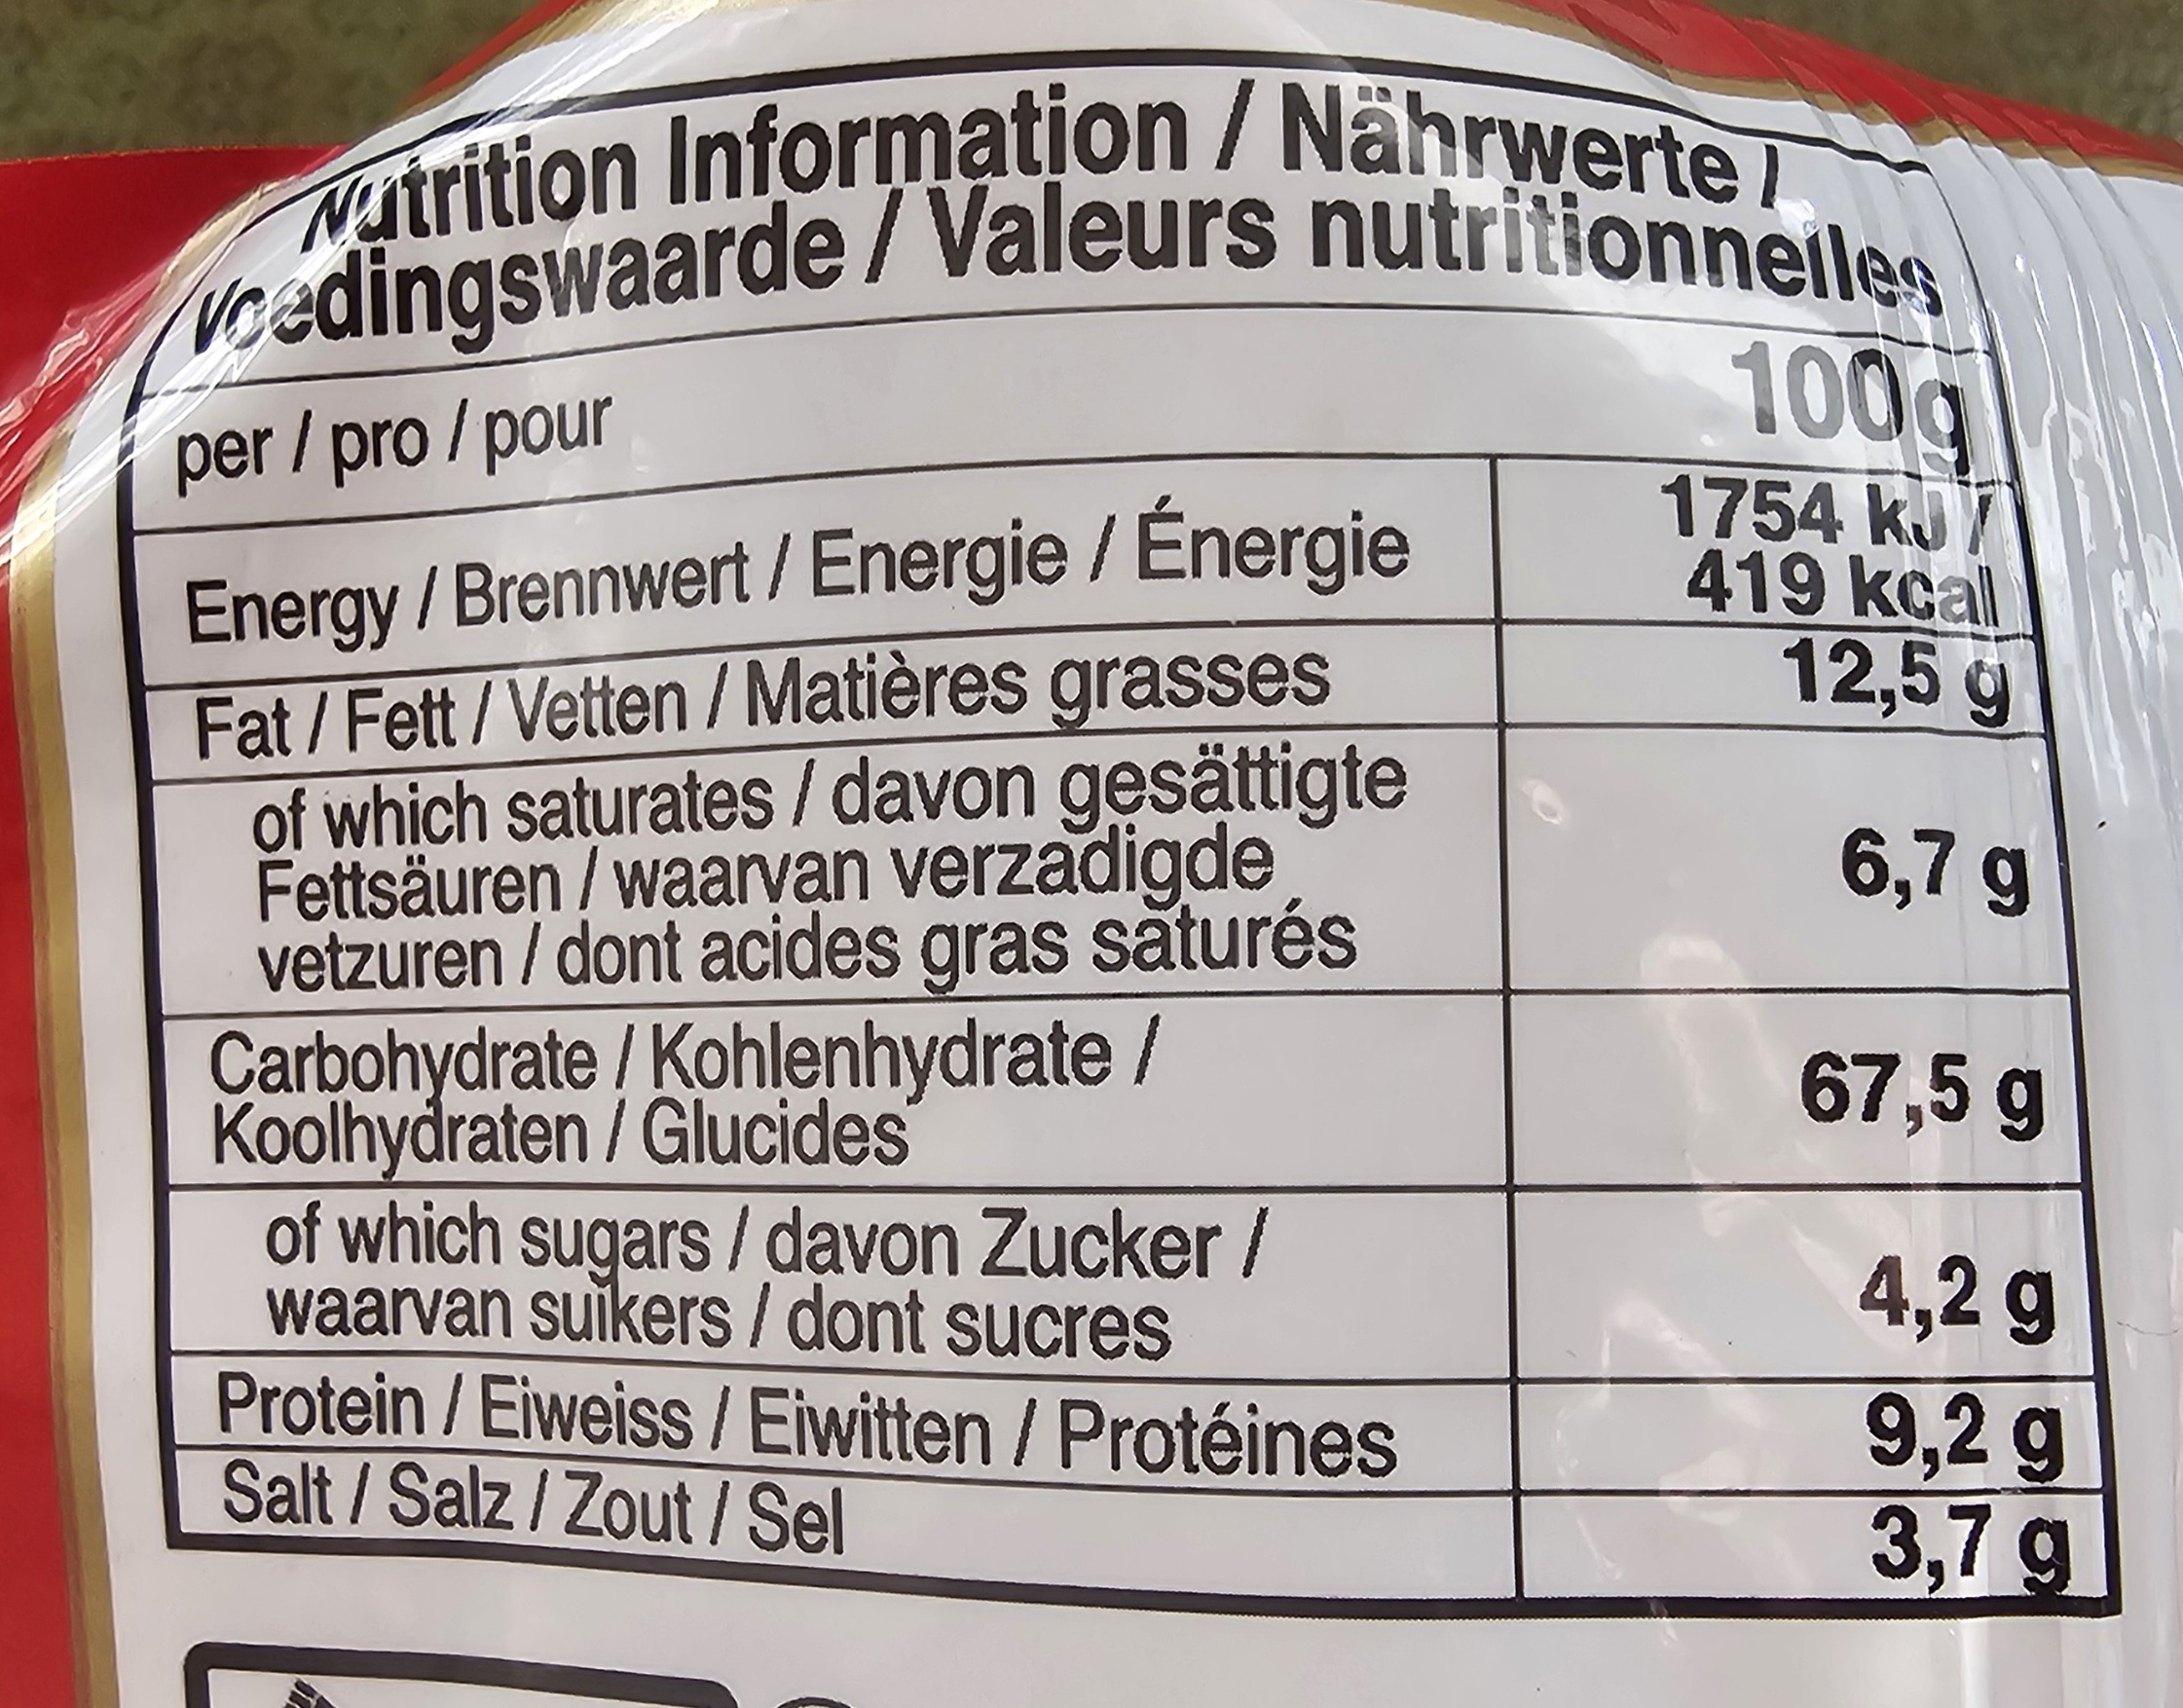 Nutrition Information / Nährwerte /
Voedingswaarde / Valeurs nutritionnelles
per / pro / pour 100g
Energy / Brennwert / Energie / Énergie 1754 kJ /
419 kcal
Fat / Fett / Vetten / Matières grasses 12,5 g
of which saturates / davon gesättigte
Fettsäuren / waarvan verzadigde 6,7 g
vetzuren / dont acides gras saturés
Carbohydrate / Kohlenhydrate / 67,5 g
Koolhydraten / Glucides
of which sugars / davon Zucker / 4,2 g
waarvan suikers / dont sucres
Protein / Eiweiss / Eiwitten / Protéines 9,2 g
Salt / Salz / Zout / Sel 3,7 g